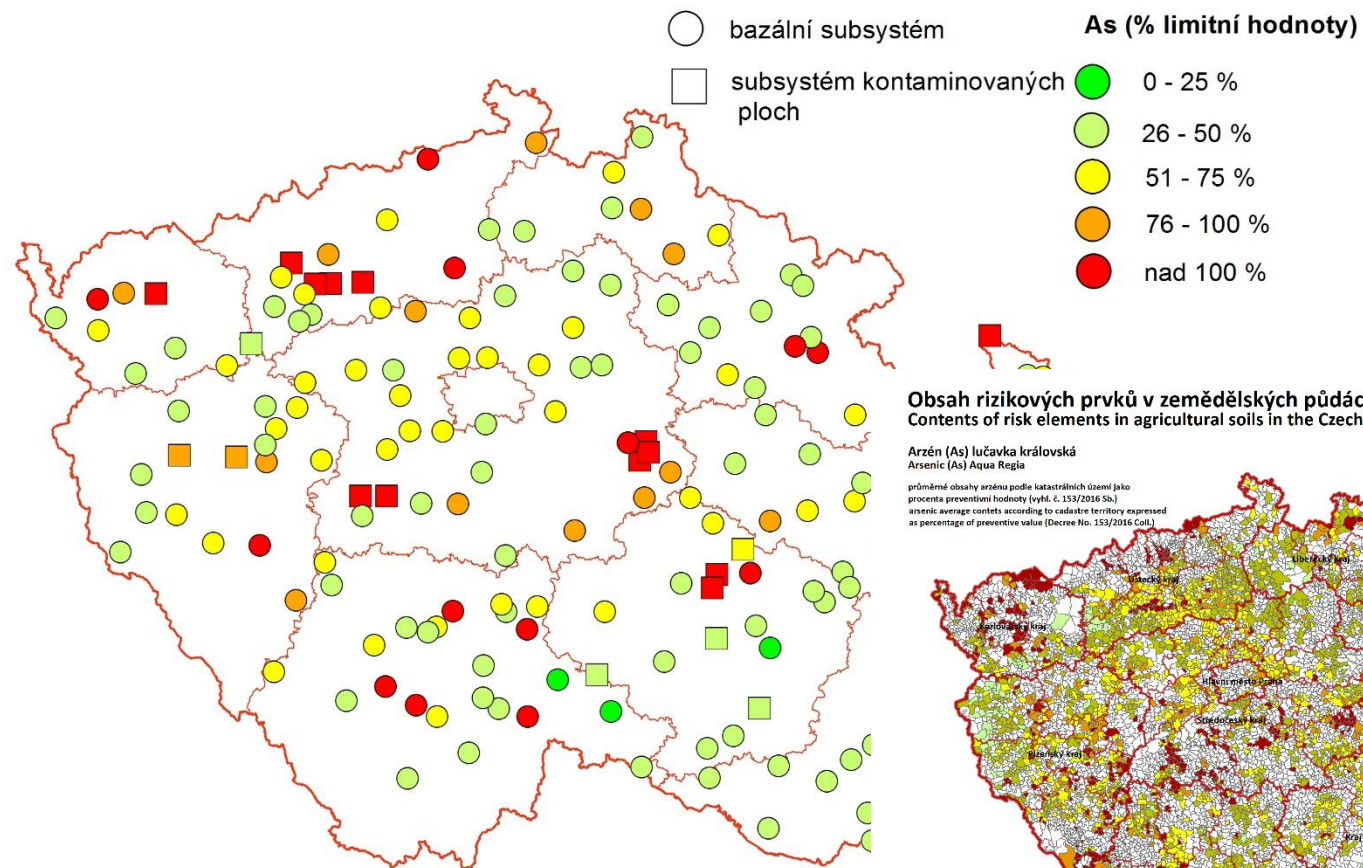 bazální subsystém
subsystém kontaminovaných
ploch
As (% limitní hodnoty)
0 - 25 %
26 - 50 %
51 - 75 %
76 - 100 %
nad 100 %
Obsah rizikových prvků v zemědělských půdác
Contents of risk elements in agricultural soils in the Czech
Arzén (As) lučavka královská
Arsenic (As) Aqua Regia
průměrné obsahy arzénu podle katastrálních území jako
procenta preventivní hodnoty (vyhl. č. 153/2016 Sb.)
arsenic average contets according to cadastre territory expressed
as percentage of preventive value (Decree No. 153/2016 Coll.)
Liberecký kraj
Ústecký kraj
Karlovarský kraj
Hlavní město Praha
Středočeský kraj
Plzeňský kraj
Kraj